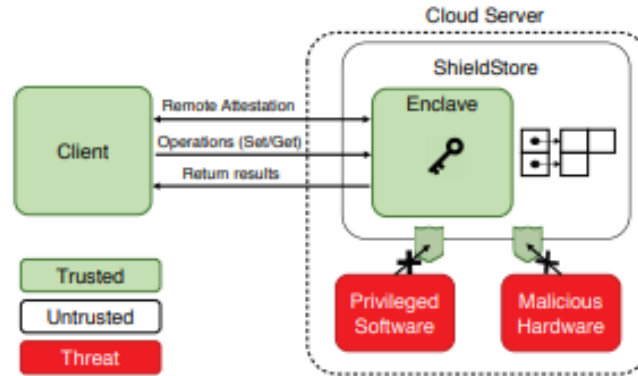 Cloud Server
ShieldStore
Remote Attestation
Enclave
Client
Operations (Set/Get)
Return results
Trusted
Untrusted
Threat
Privileged
Software
Malicious
Hardware